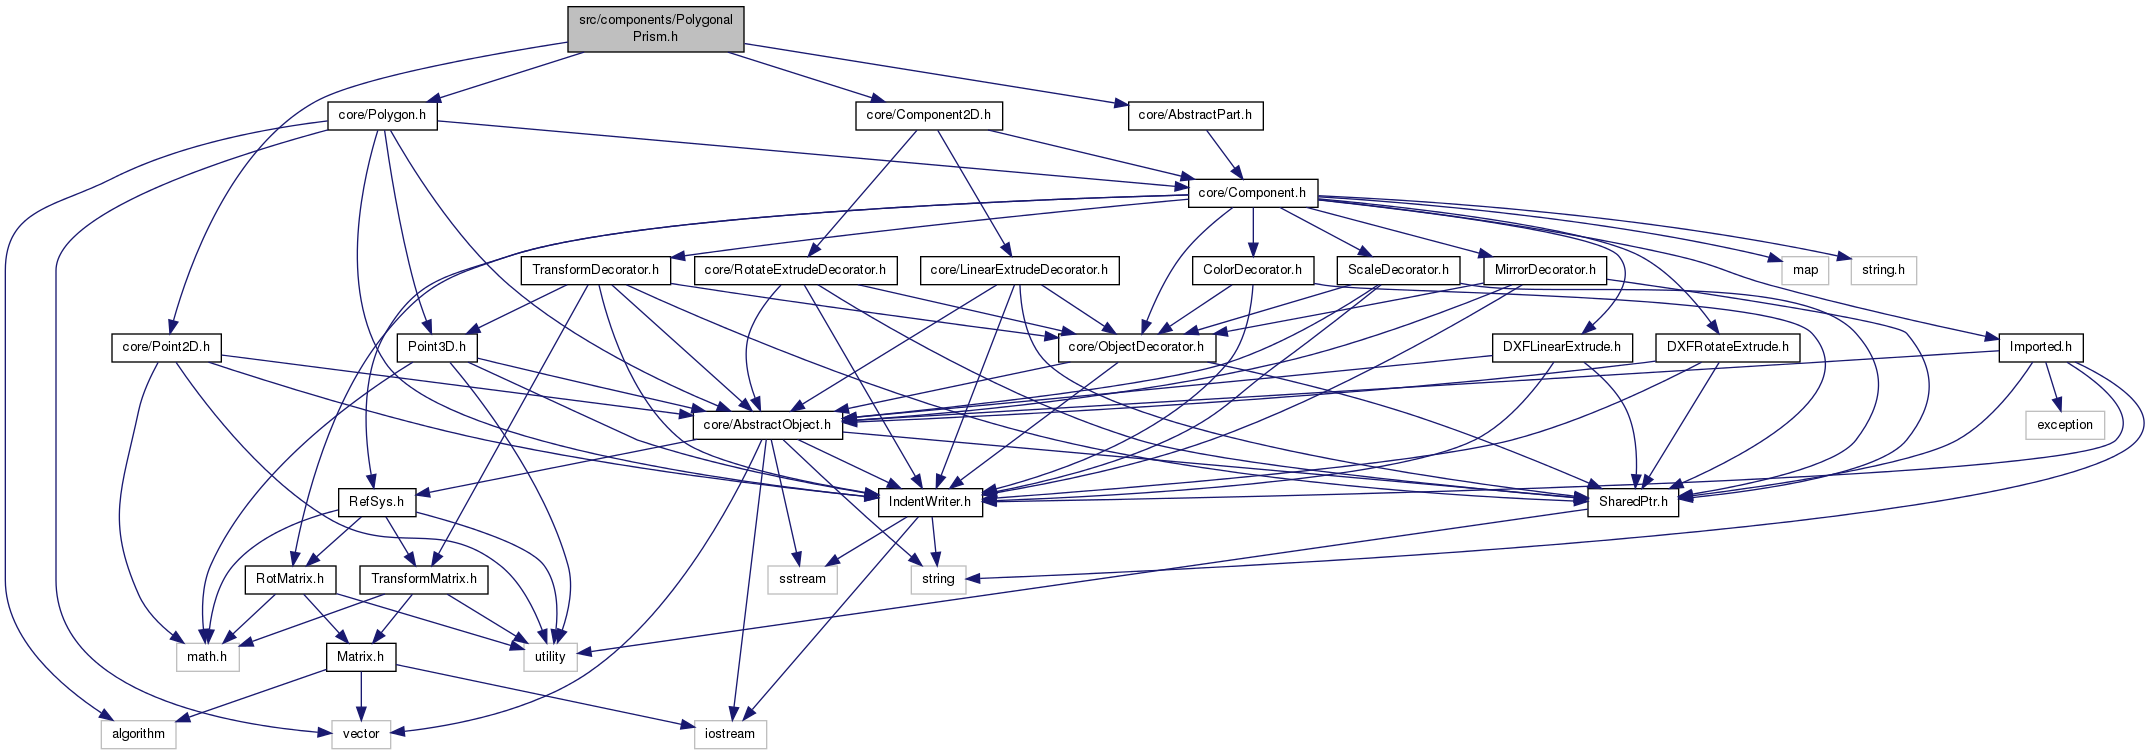 src/components/Polygonal
Prism.h
core/Polygon.h
core/Component2D.h
core/AbstractPart.h
core/Component.h
TransformDecorator.h
core/RotateExtrudeDecorator.h
core/LinearExtrudeDecorator.h
ColorDecorator.h
ScaleDecorator.h
MirrorDecorator.h
map
string.h
core/Point2D.h
Point3D.h
core/ObjectDecorator.h
DXFLinearExtrude.h
DXFRotateExtrude.h
Imported.h
core/AbstractObject.h
exception
RefSys.h
IndentWriter.h
SharedPtr.h
RotMatrix.h
TransformMatrix.h
sstream
string
math.h
Matrix.h
utility
algorithm
vector
iostream